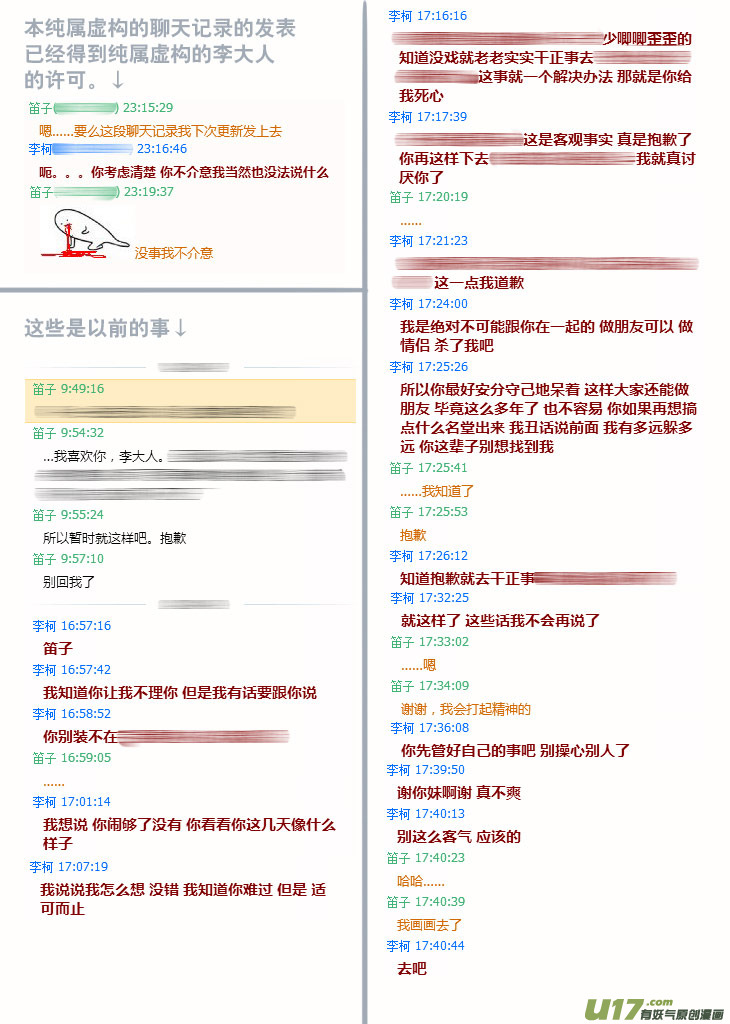 本纯属虚构的聊天记录的发表
已经得到纯属虚构的李大人
的许可。↓
笛子( ) 23:15:29
嗯……要么这段聊天记录我下次更新发上去
李柯 23:16:46
呃。。。你考虑清楚 你不介意我当然也没法说什么
笛子 ) 23:19:37
没事我不介意
这些是以前的事↓
笛子 9:49:16
笛子 9:54:32
...我喜欢你，李大人。
笛子 9:55:24
所以暂时就这样吧。抱歉
笛子 9:57:10
别回我了
李柯 16:57:16
笛子
李柯 16:57:42
我知道你让我不理你 但是我有话要跟你说
李柯 16:58:52
你别装不在
笛子 16:59:05
……
李柯 17:01:14
我想说 你闹够了没有 你看看你这几天像什么
样子
李柯 17:07:19
我说说我怎么想 没错 我知道你难过 但是 适
可而止
李柯 17:16:16
少唧唧歪歪的
知道没戏就老老实实干正事去
这事就一个解决办法 那就是你给
我死心
李柯 17:17:39
这是客观事实 真是抱歉了
你再这样下去 我就真讨
厌你了
笛子 17:20:19
……
李柯 17:21:23
这一点我道歉
李柯 17:24:00
我是绝对不可能跟你在一起的 做朋友可以 做
情侣 杀了我吧
李柯 17:25:26
所以你最好安分守己地呆着 这样大家还能做
朋友 毕竟这么多年了 也不容易 你如果再想搞
点什么名堂出来 我丑话说前面 我有多远躲多
远 你这辈子别想找到我
笛子 17:25:41
……我知道了
笛子 17:25:53
抱歉
李柯 17:26:12
知道抱歉就去干正事
李柯 17:32:25
就这样了 这些话我不会再说了
笛子 17:33:02
……嗯
笛子 17:34:09
谢谢，我会打起精神的
李柯 17:36:08
你先管好自己的事吧 别操心别人了
李柯 17:39:50
谢你妹啊谢 真不爽
李柯 17:40:13
别这么客气 应该的
笛子 17:40:23
哈哈……
笛子 17:40:39
我画画去了
李柯 17:40:44
去吧
U17.com
有妖气原创漫画